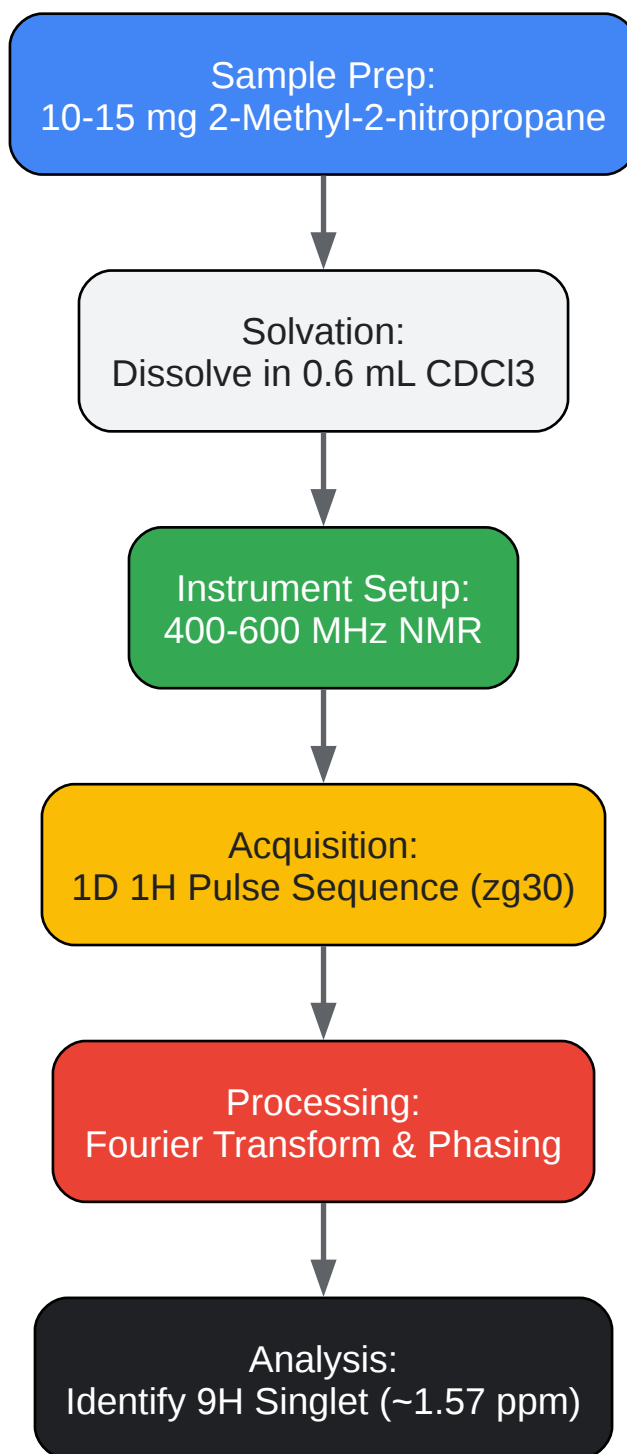 Sample Prep:
10-15 mg 2-Methyl-2-nitropropane
Solvation:
Dissolve in 0.6 mL CDCl3
Instrument Setup:
400-600 MHz NMR
Acquisition:
1D 1H Pulse Sequence (zg30)
Processing:
Fourier Transform & Phasing
Analysis:
Identify 9H Singlet (~1.57 ppm)